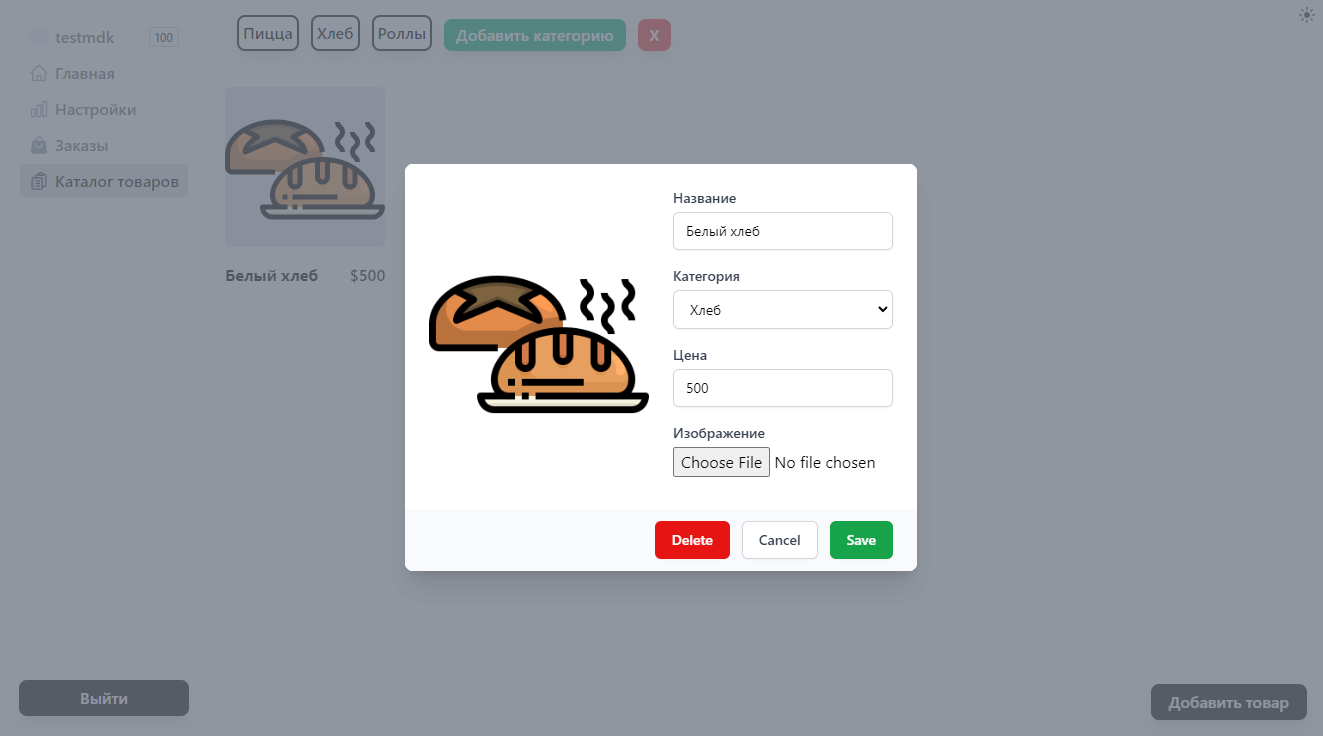 testmdk 100
Главная
Настройки
Заказы
Каталог товаров
Выйти
Пицца Хлеб Роллы Добавить категорию X
Белый хлеб $500
Название
Белый хлеб
Категория
Хлеб
Цена
500
Изображение
Choose File No file chosen
Delete Cancel Save
Добавить товар